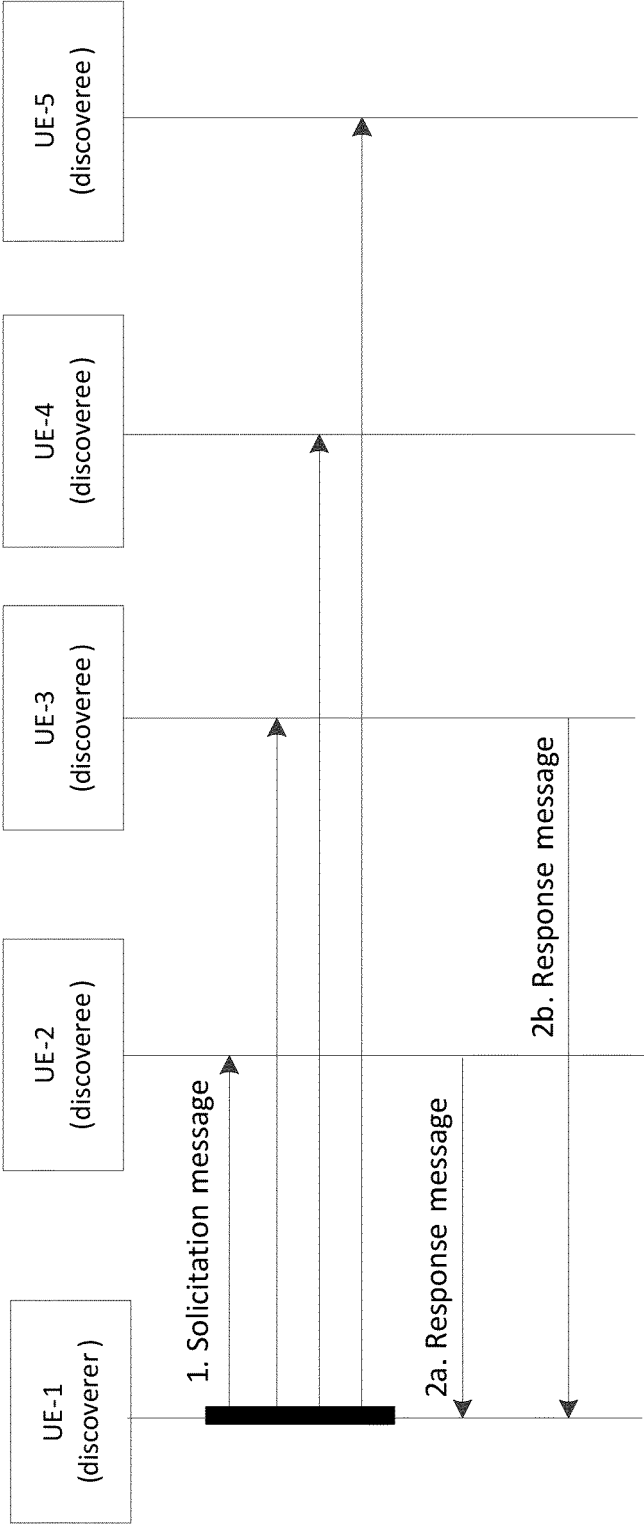 UE-1
(discoverer )
UE-2
(discoveree )
UE-3
(discoveree )
UE-4
(discoveree )
UE-5
(discoveree )
1. Solicitation message
2a. Response message
2b. Response message